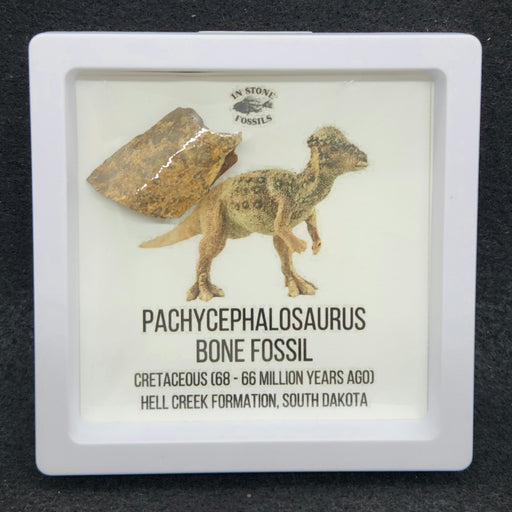 IN STONE
FOSSILS
PACHYCEPHALOSAURUS
BONE FOSSIL
CRETACEOUS (68 - 66 MILLION YEARS AGO)
HELL CREEK FORMATION, SOUTH DAKOTA